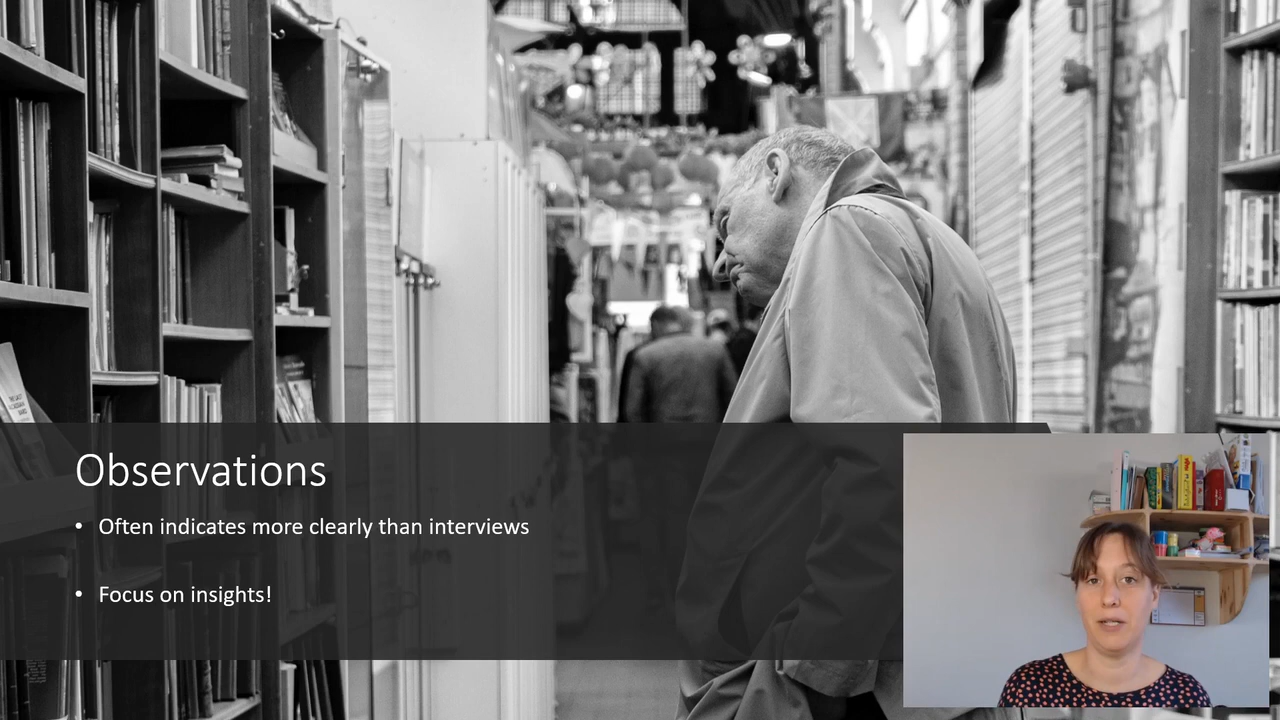 Observations
• Often indicates more clearly than interviews
• Focus on insights!